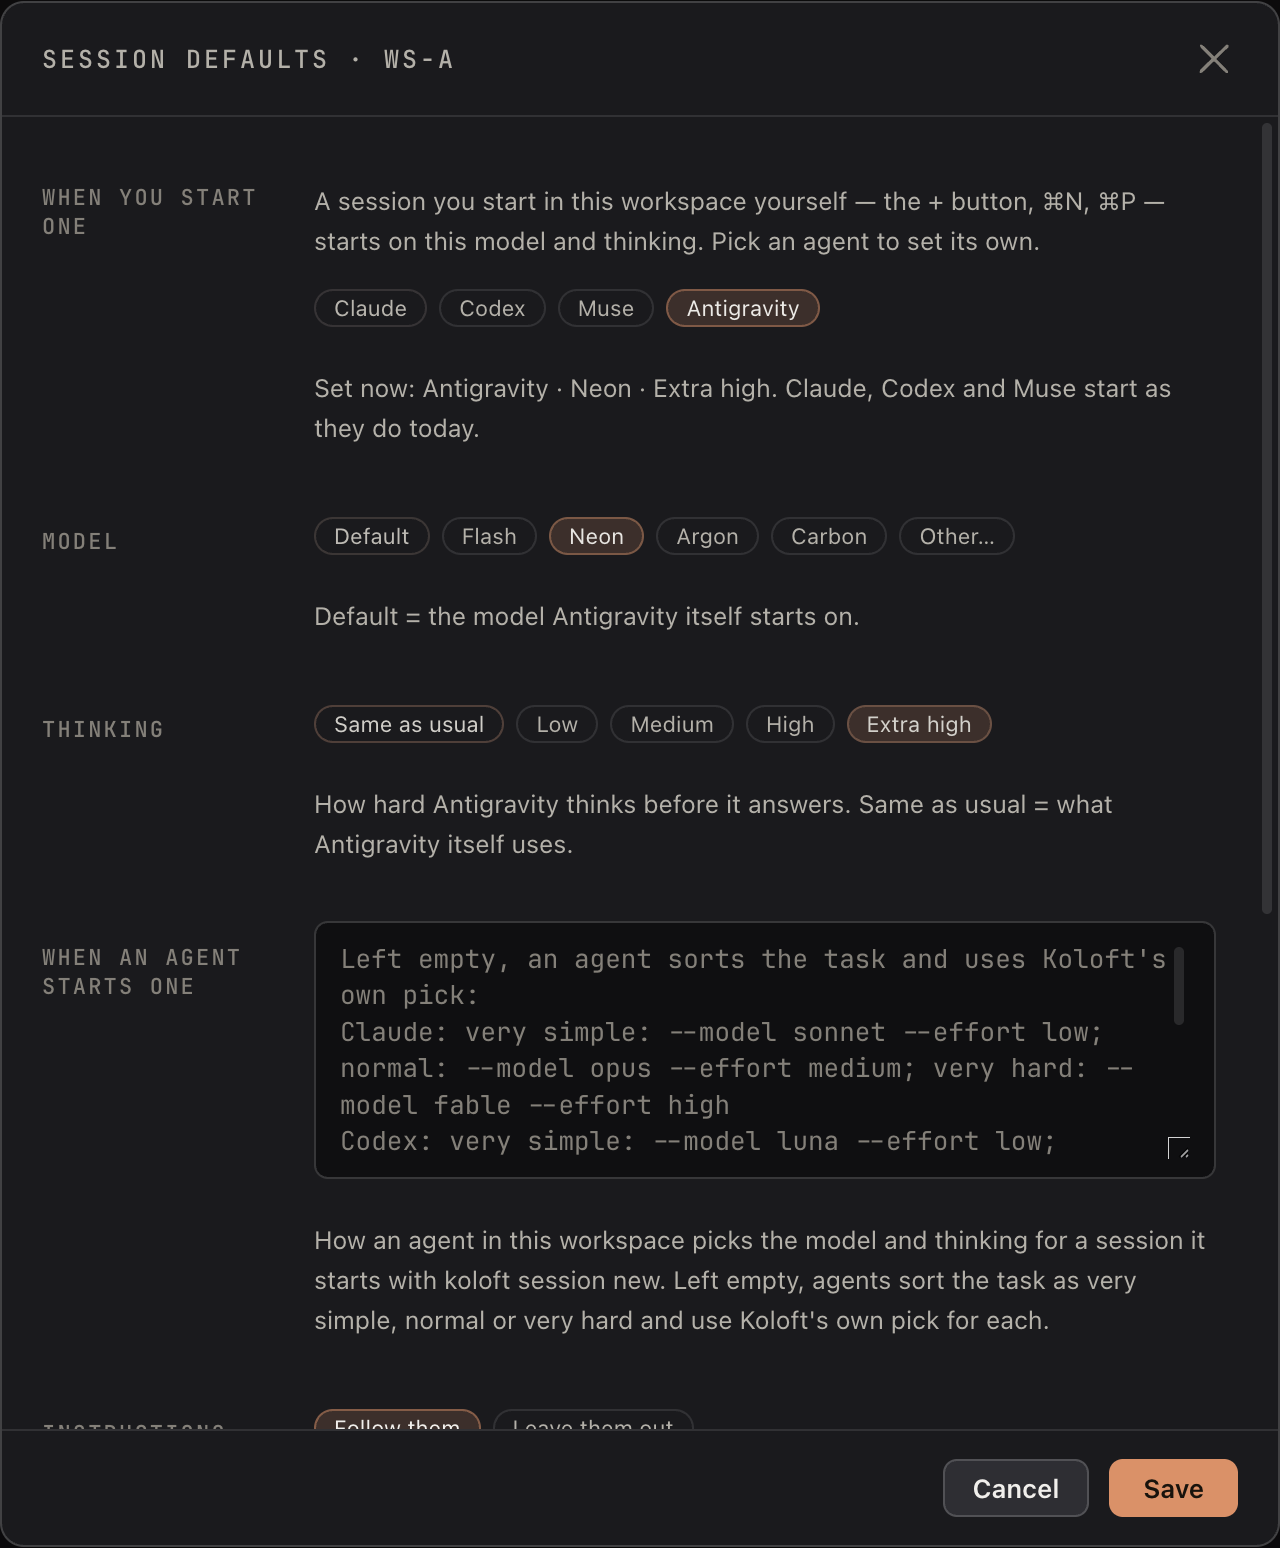 SESSION DEFAULTS · WS-A
WHEN YOU START
ONE
A session you start in this workspace yourself — the + button, ⌘N, ⌘P —
starts on this model and thinking. Pick an agent to set its own.
Claude Codex Muse Antigravity
Set now: Antigravity · Neon · Extra high. Claude, Codex and Muse start as
they do today.
MODEL
Default Flash Neon Argon Carbon Other...
Default = the model Antigravity itself starts on.
THINKING
Same as usual Low Medium High Extra high
How hard Antigravity thinks before it answers. Same as usual = what
Antigravity itself uses.
WHEN AN AGENT
STARTS ONE
Left empty, an agent sorts the task and uses Koloft's
own pick:
Claude: very simple: --model sonnet --effort low;
normal: --model opus --effort medium; very hard: --
model fable --effort high
Codex: very simple: --model luna --effort low;
How an agent in this workspace picks the model and thinking for a session it
starts with koloft session new. Left empty, agents sort the task as very
simple, normal or very hard and use Koloft's own pick for each.
INSTRUCTIONS
Follow them Leave them out
Cancel Save